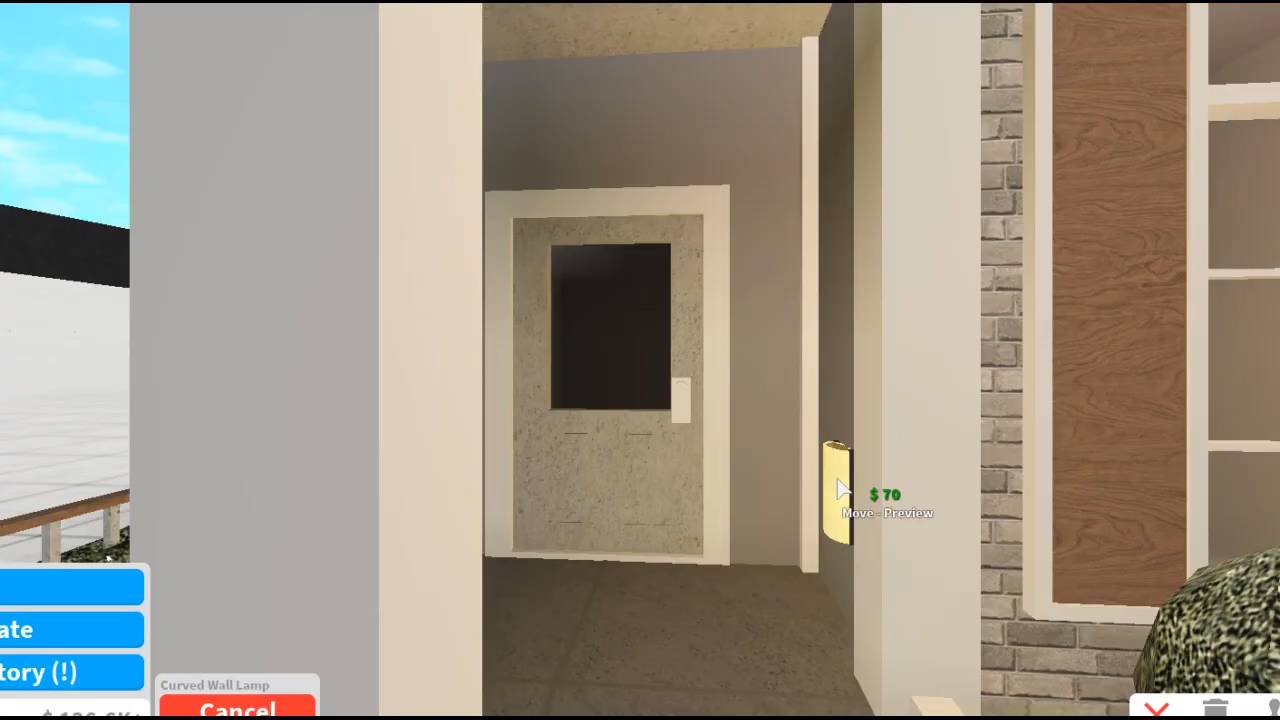 $ 70
Move - Preview
ate
tory (!)
Curved Wall Lamp
Cancel